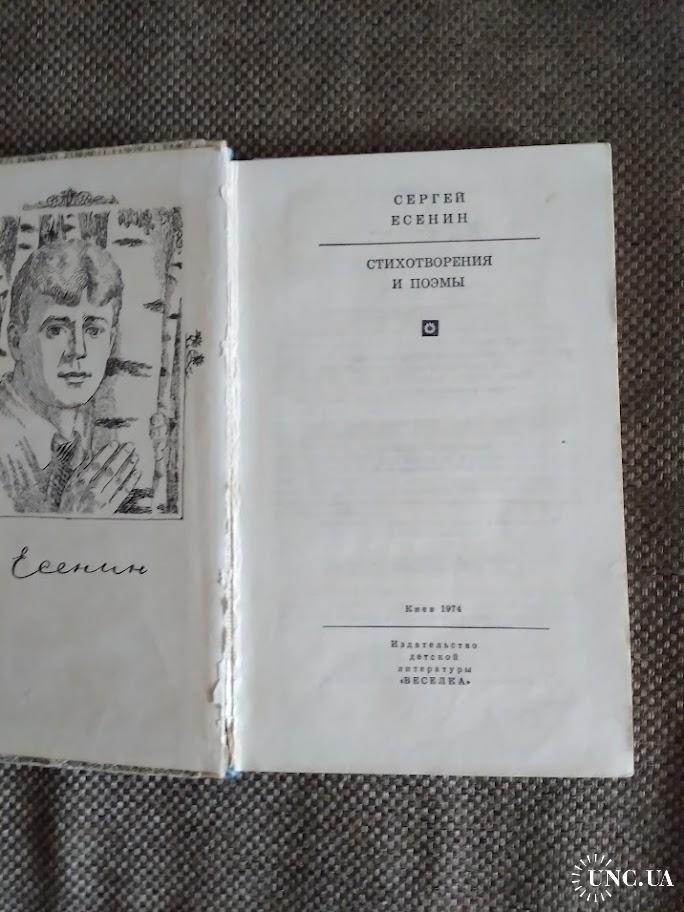 Есенин
СЕРГЕЙ
ЕСЕНИН
СТИХОТВОРЕНИЯ
И ПОЭМЫ
Киев 1974
Издательство
детской
литературы
«ВЕСЕЛКА»
UNC.UA